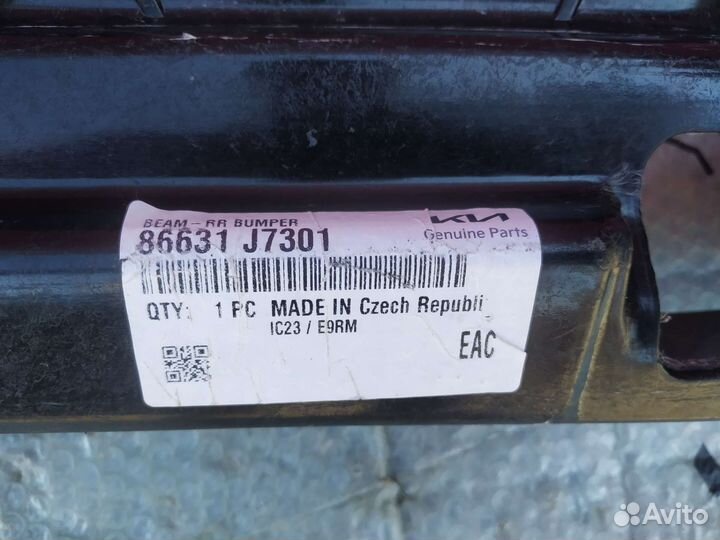 BEAM - RR BUMPER
86631 J7301
KIA
Genuine Parts
QTY: 1 PC MADE IN Czech Republi
IC23 / E9RM
EAC
Avito